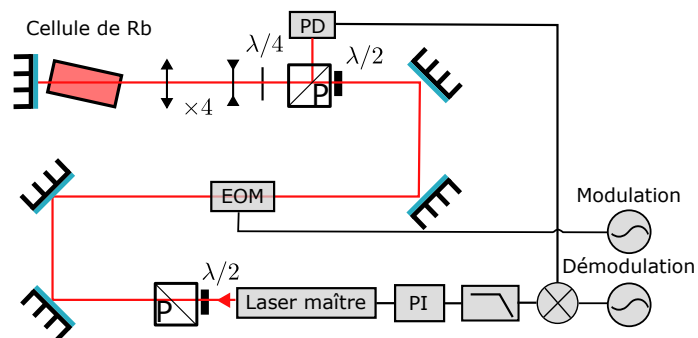 Cellule de Rb
λ/4
PD
λ/2
×4
P
EOM
Modulation
λ/2
Démodulation
P
Laser maître
PI